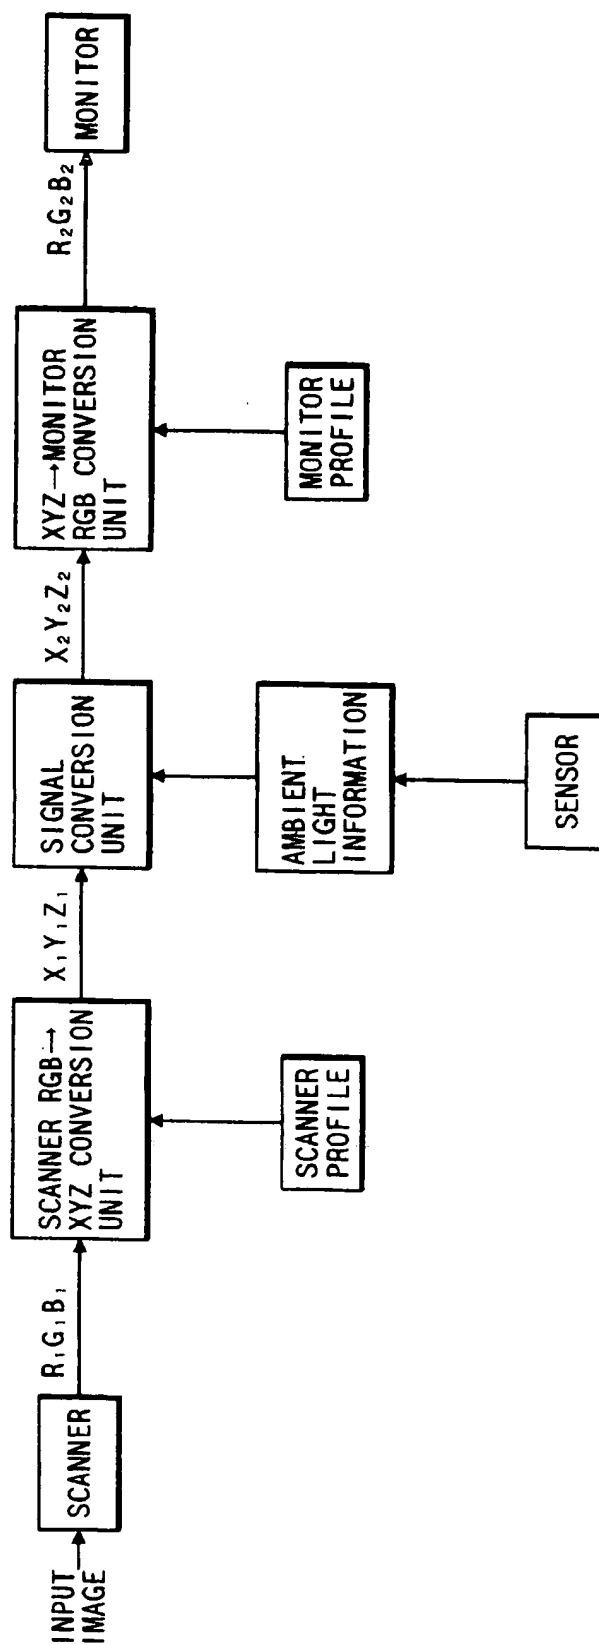 INPUT
IMAGE
SCANNER
R₁G₁B₁
SCANNER RGB→
XYZ CONVERSION
UNIT
SCANNER
PROFILE
X₁Y₁Z₁
SIGNAL
CONVERSION
UNIT
AMBIENT
LIGHT
INFORMATION
SENSOR
X₂Y₂Z₂
XYZ→MONITOR
RGB CONVERSION
UNIT
MONITOR
PROFILE
R₂G₂B₂
MONITOR